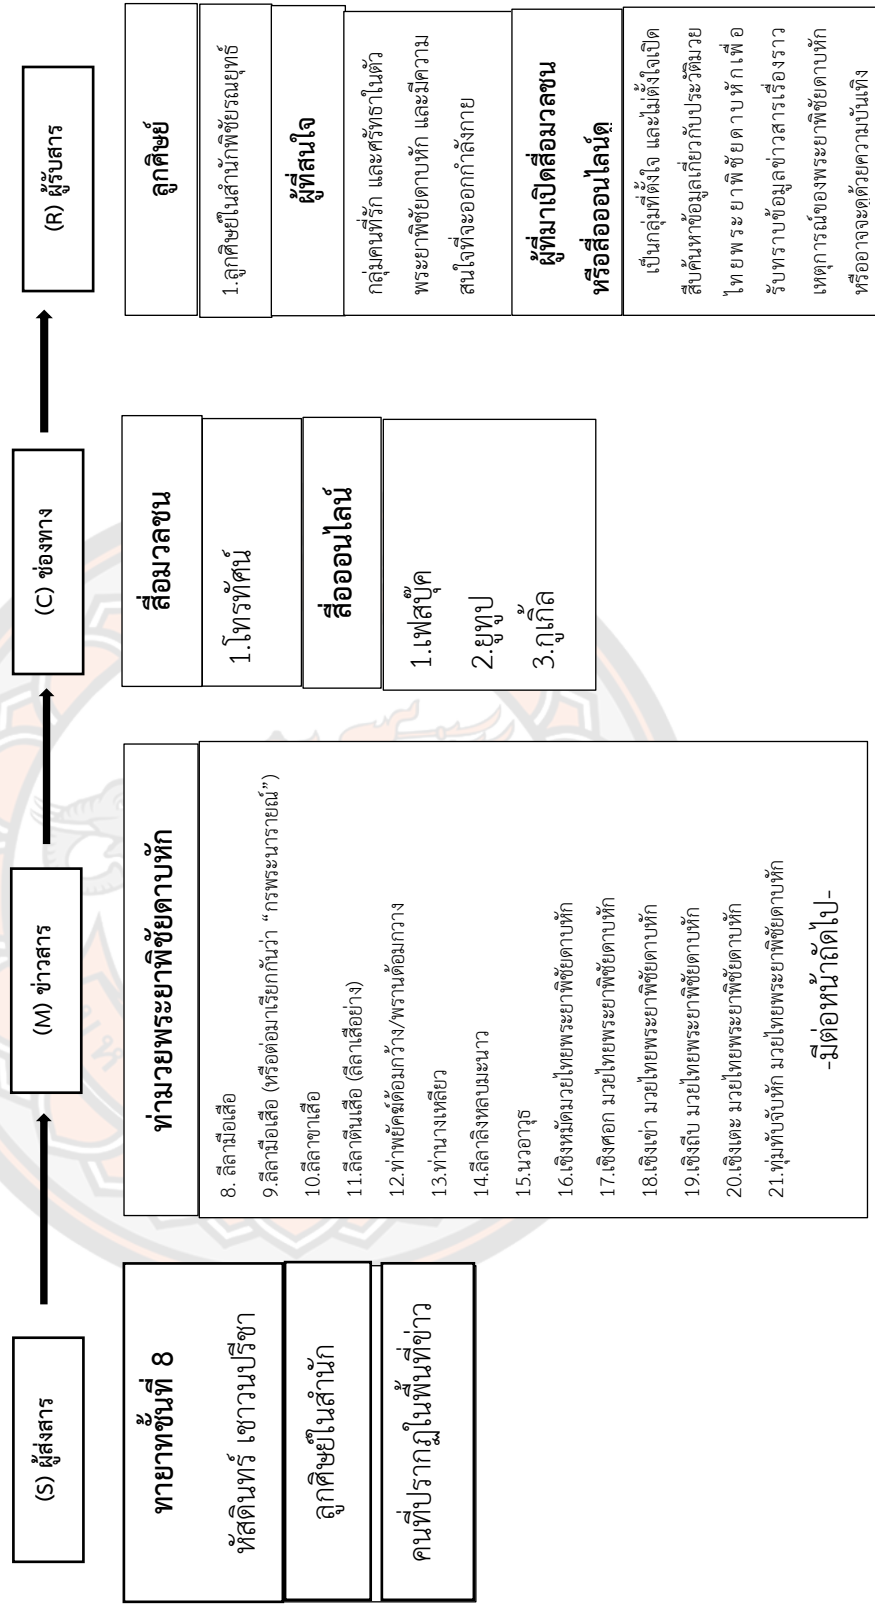 (S) ผู้ส่งสาร
(M) ข่าวสาร
(C) ช่องทาง
(R) ผู้รับสาร
ทายาทชั้นที่ 8
หัสดินทร์ เชาวนปรีชา
ลูกศิษย์ในสำนัก
คนที่ปรากฏในพื้นที่ข่าว
ท่ามวยพระยาพิชัยดาบหัก
8. ลีลามือเสือ
9.ลีลามือเสือ (หรือต่อมาเรียกกันว่า “กรพระนารายณ์”)
10.ลีลาขาเสือ
11.ลีลาตีนเสือ (ลีลาเสือย่าง)
12.ท่าพยัคฆ์ด้อมกว้าง/พรานด้อมกวาง
13.ท่านางเหลียว
14.ลีลาลิงหลบมะนาว
15.นวอาวุธ
16.เชิงหมัดมวยไทยพระยาพิชัยดาบหัก
17.เชิงศอก มวยไทยพระยาพิชัยดาบหัก
18.เชิงเข่า มวยไทยพระยาพิชัยดาบหัก
19.เชิงถีบ มวยไทยพระยาพิชัยดาบหัก
20.เชิงเตะ มวยไทยพระยาพิชัยดาบหัก
21.ทุ่มทับจับหัก มวยไทยพระยาพิชัยดาบหัก
-มีต่อหน้าถัดไป-
สื่อมวลชน
1.โทรทัศน์
สื่อออนไลน์
1.เฟสบุ๊ค
2.ยูทูป
3.กูเกิ้ล
ลูกศิษย์
1.ลูกศิษย์ในสำนักพิชัยรณยุทธ์
ผู้ที่สนใจ
กลุ่มคนที่รัก และศรัทธาในตัว
พระยาพิชัยดาบหัก และมีความ
สนใจที่จะออกกำลังกาย
ผู้ที่มาเปิดสื่อมวลชน
หรือสื่อออนไลน์ดู
เป็นกลุ่มที่ตั้งใจ และไม่ตั้งใจเปิด
สืบค้นหาข้อมูลเกี่ยวกับประวัติมวย
ไทยพระยาพิชัยดาบหักเพื่อ
รับทราบข้อมูลข่าวสารเรื่องราว
เหตุการณ์ของพระยาพิชัยดาบหัก
หรืออาจจะดูด้วยความบันเทิง